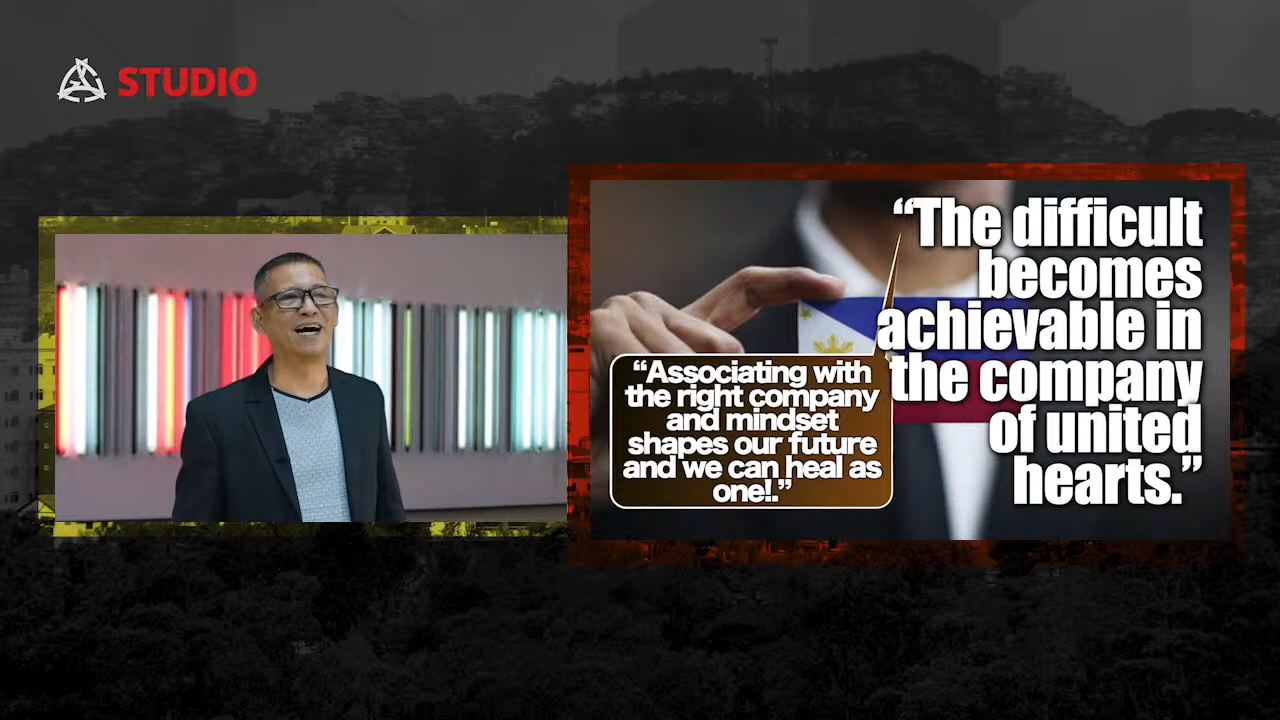 STUDIO
“The difficult
becomes
achievable in
the company
of united
hearts.”
“Associating with
the right company
and mindset
shapes our future
and we can heal as
one!.”